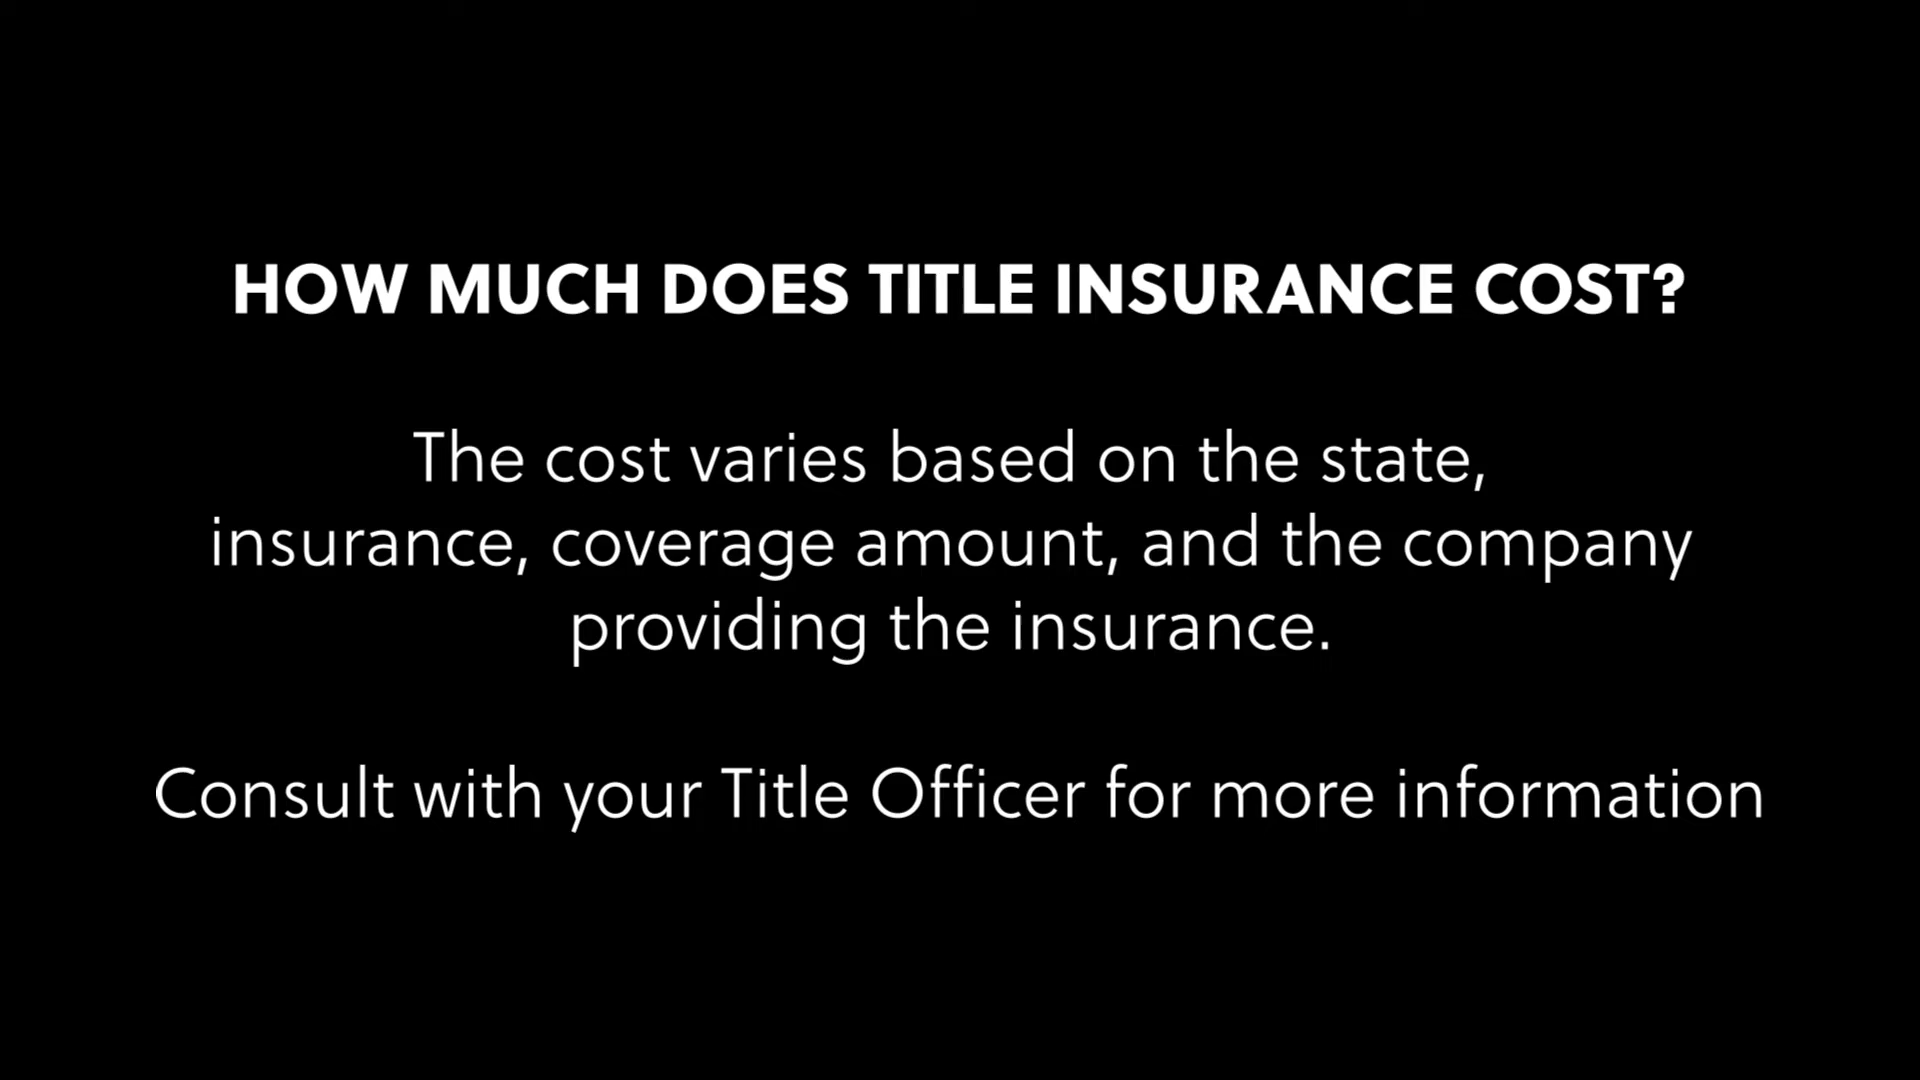 HOW MUCH DOES TITLE INSURANCE COST?
The cost varies based on the state,
insurance, coverage amount, and the company
providing the insurance.
Consult with your Title Officer for more information